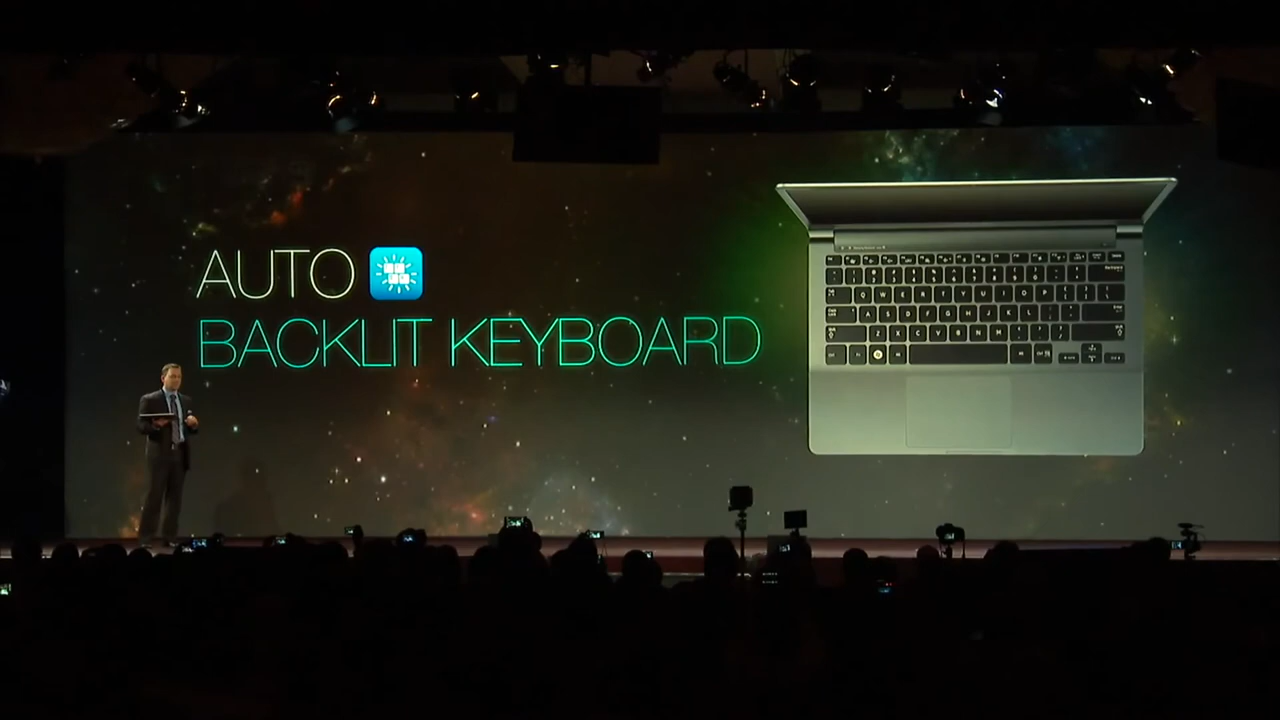 AUTO
BACKLIT KEYBOARD
Q W E R T Y U I O P
A S D F G H J K L
Z X C V B N M